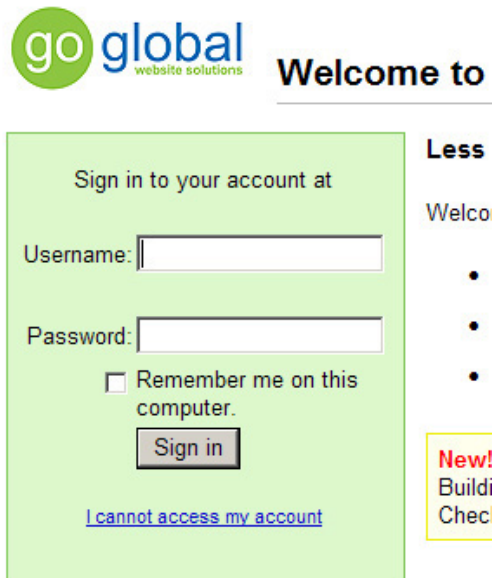 go global
website solutions
Welcome to
Sign in to your account at
Username:
Password:
Remember me on this
computer.
Sign in
I cannot access my account
Less
New!